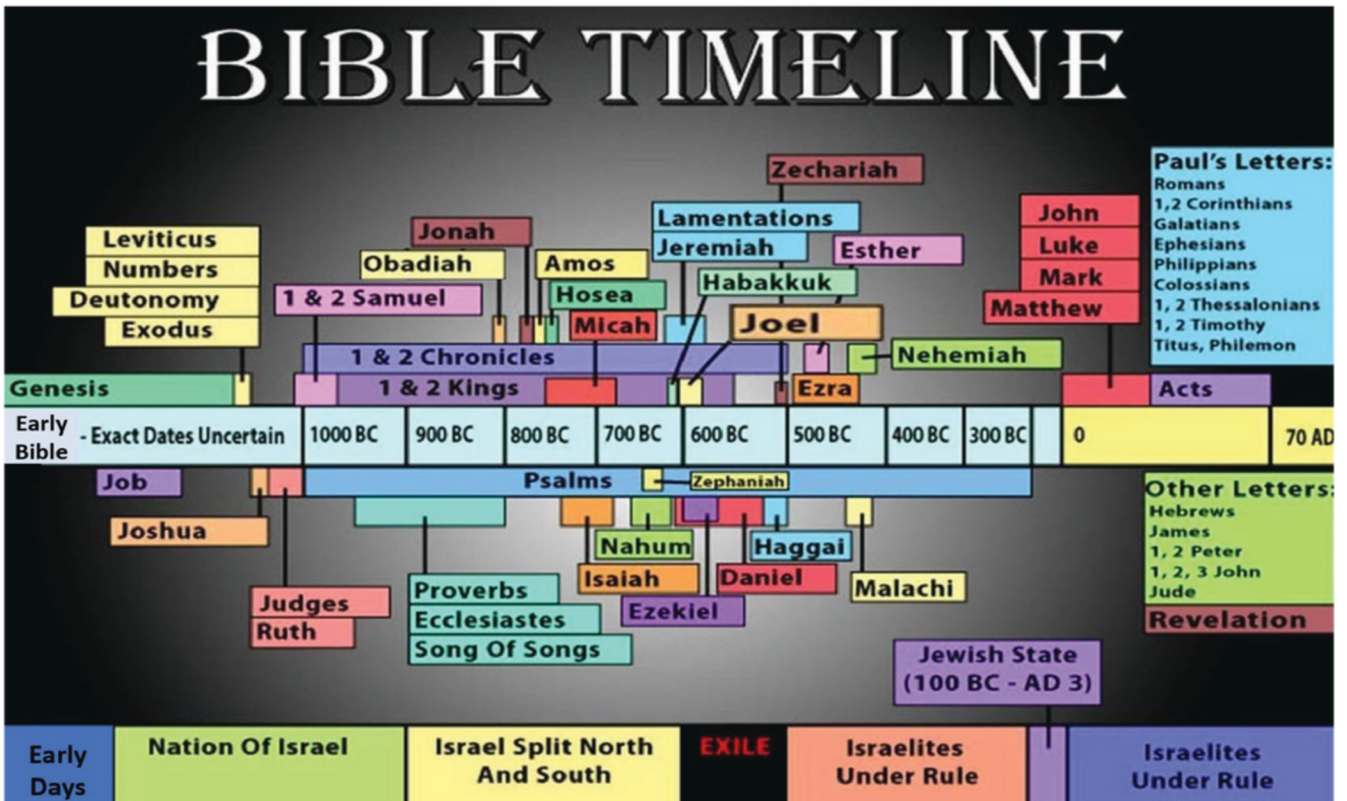 BIBLE TIMELINE
Zechariah
Paul's Letters:
Romans
1,2 Corinthians
Galatians
Ephesians
Philippians
Colossians
1, 2 Thessalonians
1, 2 Timothy
Titus, Philemon
Lamentations
Jeremiah
Esther
Habakkuk
Joel
Nehemiah
Ezra
John
Luke
Mark
Matthew
Acts
Jonah
Obadiah
Amos
Hosea
Micah
1 & 2 Samuel
1 & 2 Chronicles
1 & 2 Kings
Leviticus
Numbers
Deutonomy
Exodus
Genesis
Early
Bible
- Exact Dates Uncertain
1000 BC
900 BC
800 BC
700 BC
600 BC
500 BC
400 BC
300 BC
0
70 AD
Job
Joshua
Judges
Ruth
Psalms
Zephaniah
Proverbs
Ecclesiastes
Song Of Songs
Nahum
Isaiah
Ezekiel
Haggai
Daniel
Malachi
Other Letters:
Hebrews
James
1, 2 Peter
1, 2, 3 John
Jude
Revelation
Jewish State
(100 BC - AD 3)
Early
Days
Nation Of Israel
Israel Split North
And South
EXILE
Israelites
Under Rule
Israelites
Under Rule